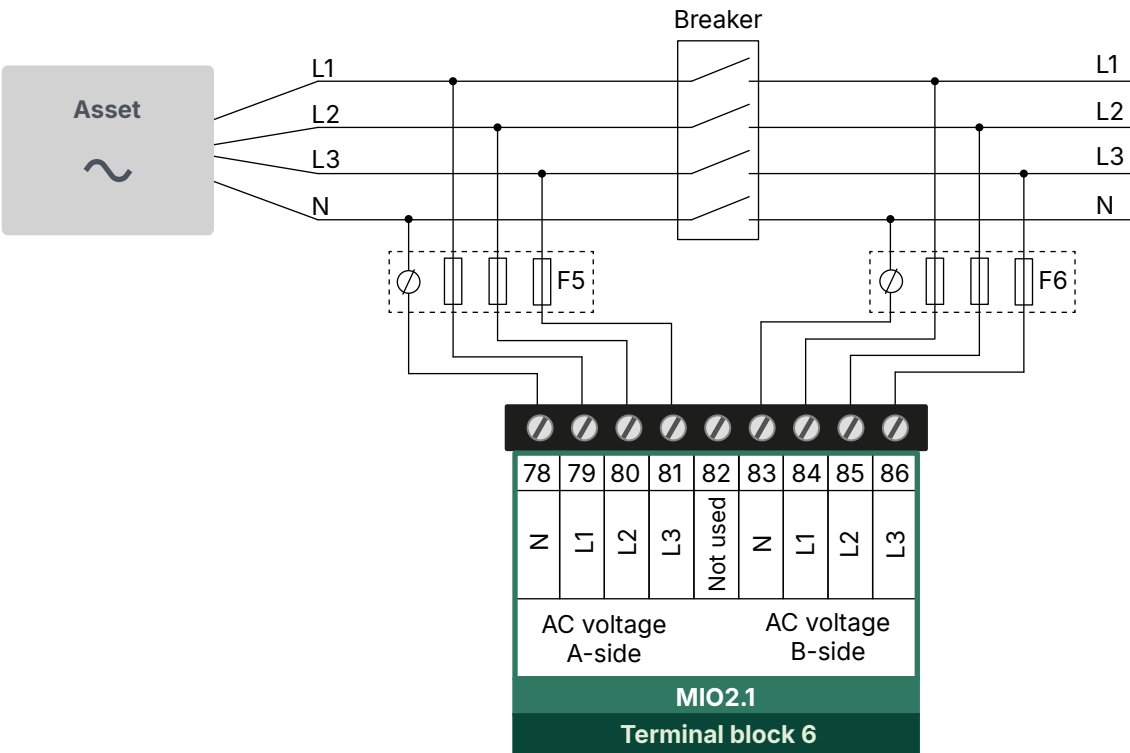 Breaker
Asset
L1
L1
L2
L2
L3
L3
N
N
F5
F6
78 79 80 81 82 83 84 85 86
N L1 L2 L3 Not used N L1 L2 L3
AC voltage
A-side
AC voltage
B-side
MIO2.1
Terminal block 6